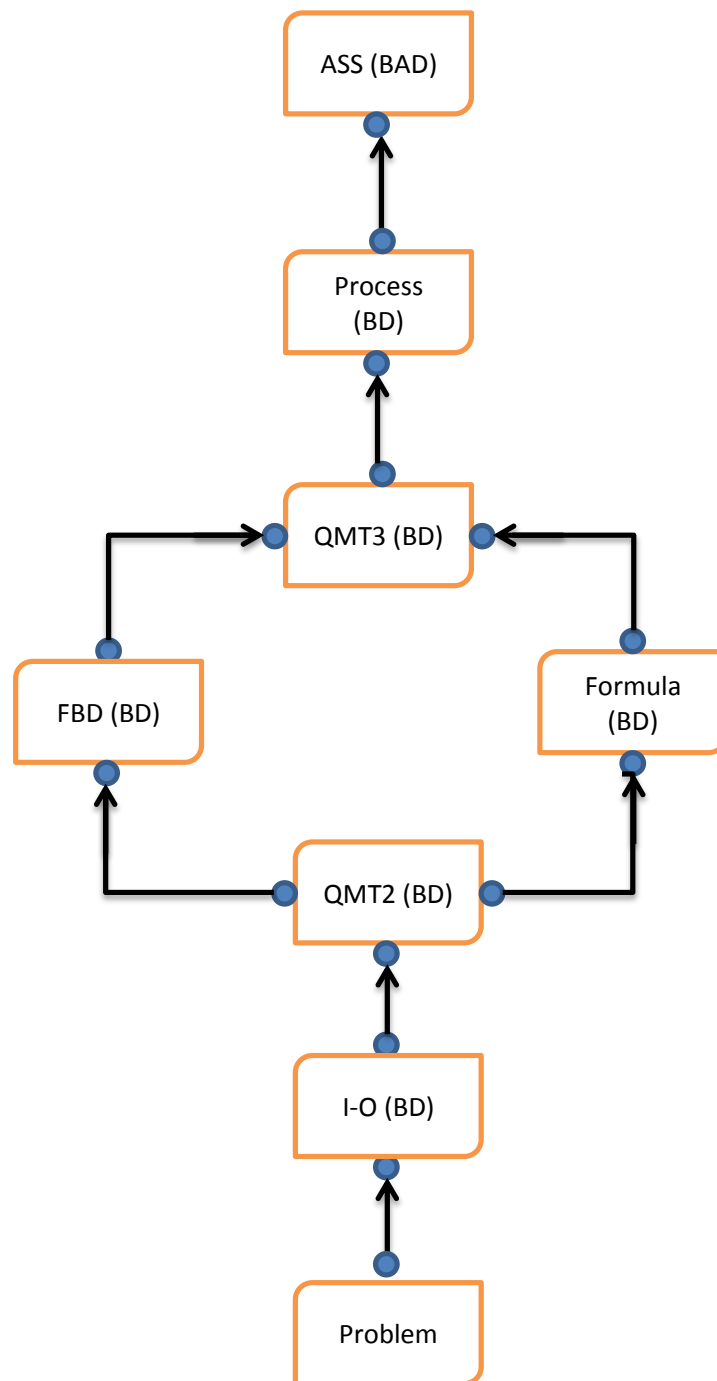 ASS (BAD)
Process
(BD)
QMT3 (BD)
FBD (BD)
Formula
(BD)
QMT2 (BD)
I-O (BD)
Problem